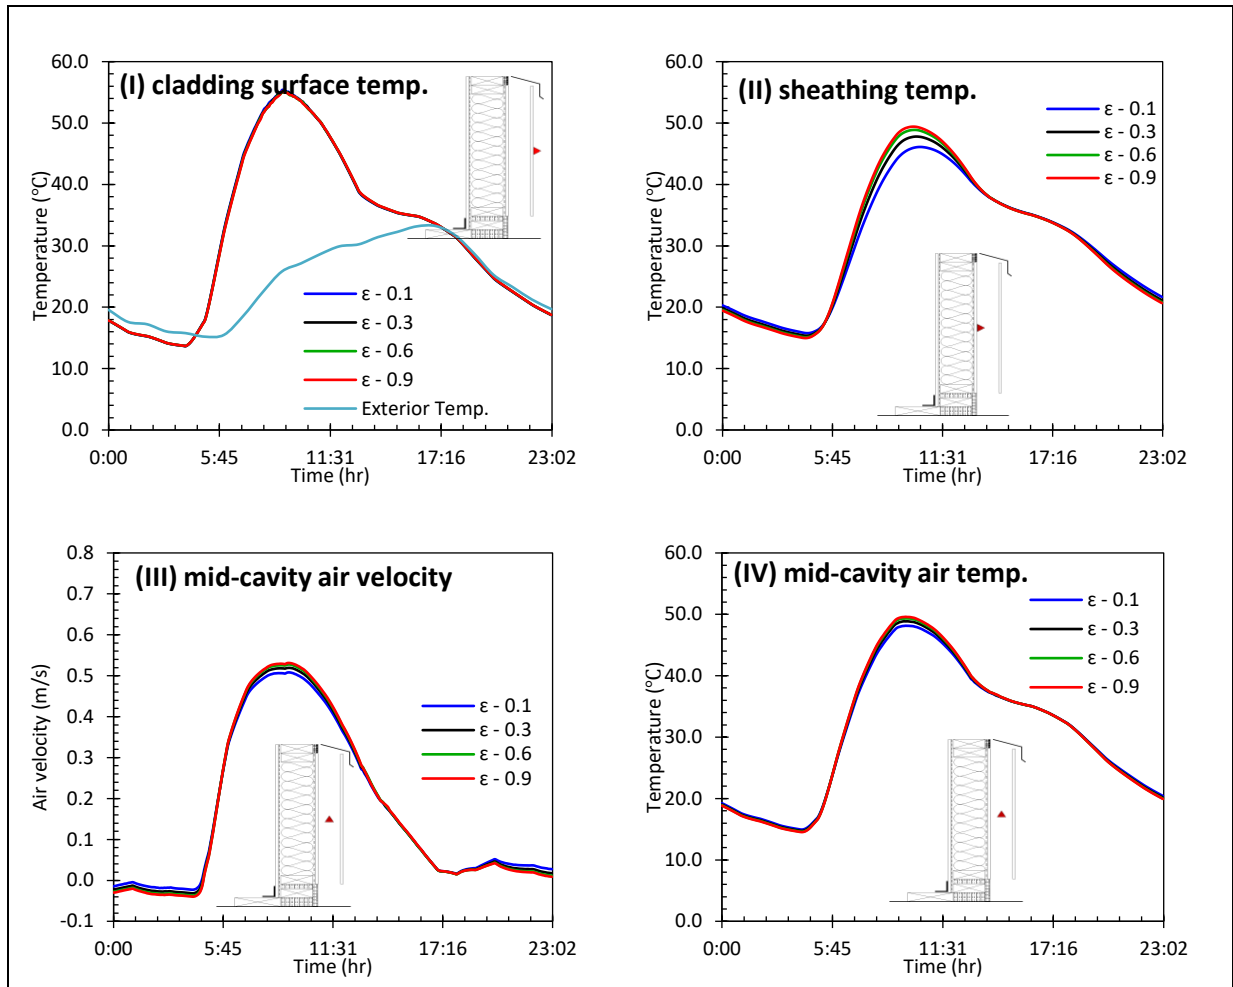 (I) cladding surface temp.
60.0
50.0
40.0
30.0
20.0
10.0
0.0
Temperature (°C)
ε - 0.1
ε - 0.3
ε - 0.6
ε - 0.9
Exterior Temp.
0:00 5:45 11:31 17:16 23:02
Time (hr)
(II) sheathing temp.
60.0
50.0
40.0
30.0
20.0
10.0
0.0
Temperature (°C)
ε - 0.1
ε - 0.3
ε - 0.6
ε - 0.9
0:00 5:45 11:31 17:16 23:02
Time (hr)
(III) mid-cavity air velocity
0.8
0.7
0.6
0.5
0.4
0.3
0.2
0.1
0.0
-0.1
Air velocity (m/s)
ε - 0.1
ε - 0.3
ε - 0.6
ε - 0.9
0:00 5:45 11:31 17:16 23:02
Time (hr)
(IV) mid-cavity air temp.
60.0
50.0
40.0
30.0
20.0
10.0
0.0
Temperature (°C)
ε - 0.1
ε - 0.3
ε - 0.6
ε - 0.9
0:00 5:45 11:31 17:16 23:02
Time (hr)